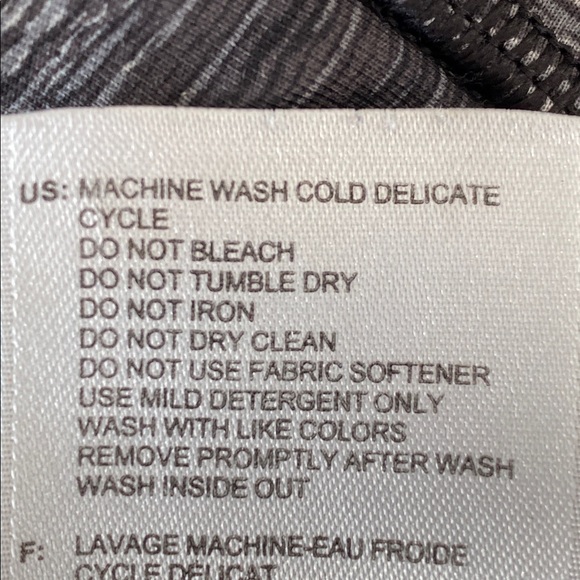 US: MACHINE WASH COLD DELICATE
CYCLE
DO NOT BLEACH
DO NOT TUMBLE DRY
DO NOT IRON
DO NOT DRY CLEAN
DO NOT USE FABRIC SOFTENER
USE MILD DETERGENT ONLY
WASH WITH LIKE COLORS
REMOVE PROMPTLY AFTER WASH
WASH INSIDE OUT
F: LAVAGE MACHINE-EAU FROIDE
CYCLE DELICAT